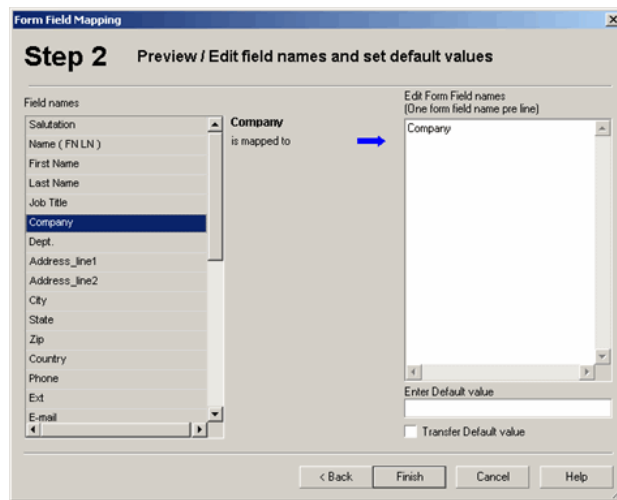 Form Field Mapping
Step 2 Preview / Edit field names and set default values
Field names
Salutation
Name ( FN LN )
First Name
Last Name
Job Title
Company
Dept.
Address_line1
Address_line2
City
State
Zip
Country
Phone
Ext
E-mail
Company
is mapped to
Edit Form Field names
(One form field name pre line)
Company
Enter Default value
Transfer Default value
< Back Finish Cancel Help